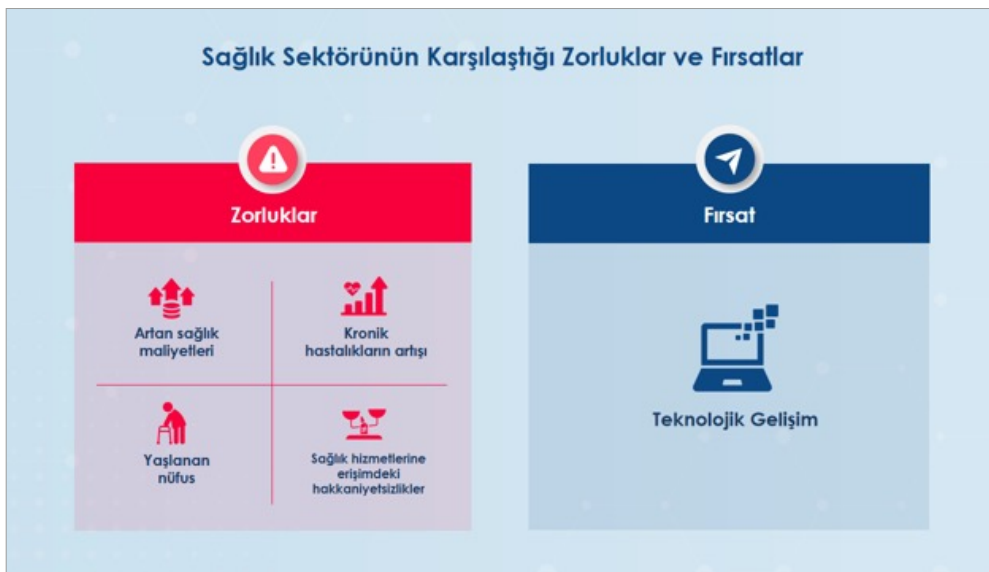 Sağlık Sektörünün Karşılaştığı Zorluklar ve Fırsatlar
Zorluklar
Artan sağlık
maliyetleri
Kronik
hastalıkların artışı
Yaşlanan
nüfus
Sağlık hizmetlerine
erişimdeki
hakkaniyetsizlikler
Fırsat
Teknolojik Gelişim